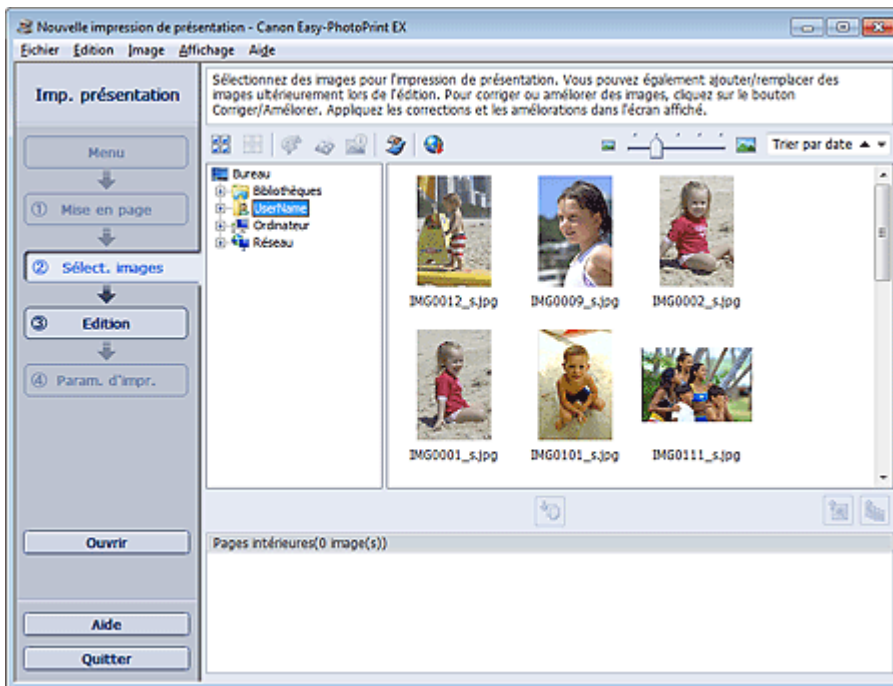 Nouvelle impression de présentation - Canon Easy-PhotoPrint EX
Fichier Edition Image Affichage Aide
Imp. présentation
Sélectionnez des images pour l'impression de présentation. Vous pouvez également ajouter/remplacer des
images ultérieurement lors de l'édition. Pour corriger ou améliorer des images, cliquez sur le bouton
Corriger/Améliorer. Appliquez les corrections et les améliorations dans l'écran affiché.
Menu
① Mise en page
② Sélect. images
③ Edition
④ Param. d'impr.
Ouvrir
Aide
Quitter
Trier par date
Bureau
Bibliothèques
UserName
Ordinateur
Réseau
IMG0012_s.jpg IMG0009_s.jpg IMG0002_s.jpg
IMG0001_s.jpg IMG0101_s.jpg IMG0111_s.jpg
Pages intérieures(0 image(s))